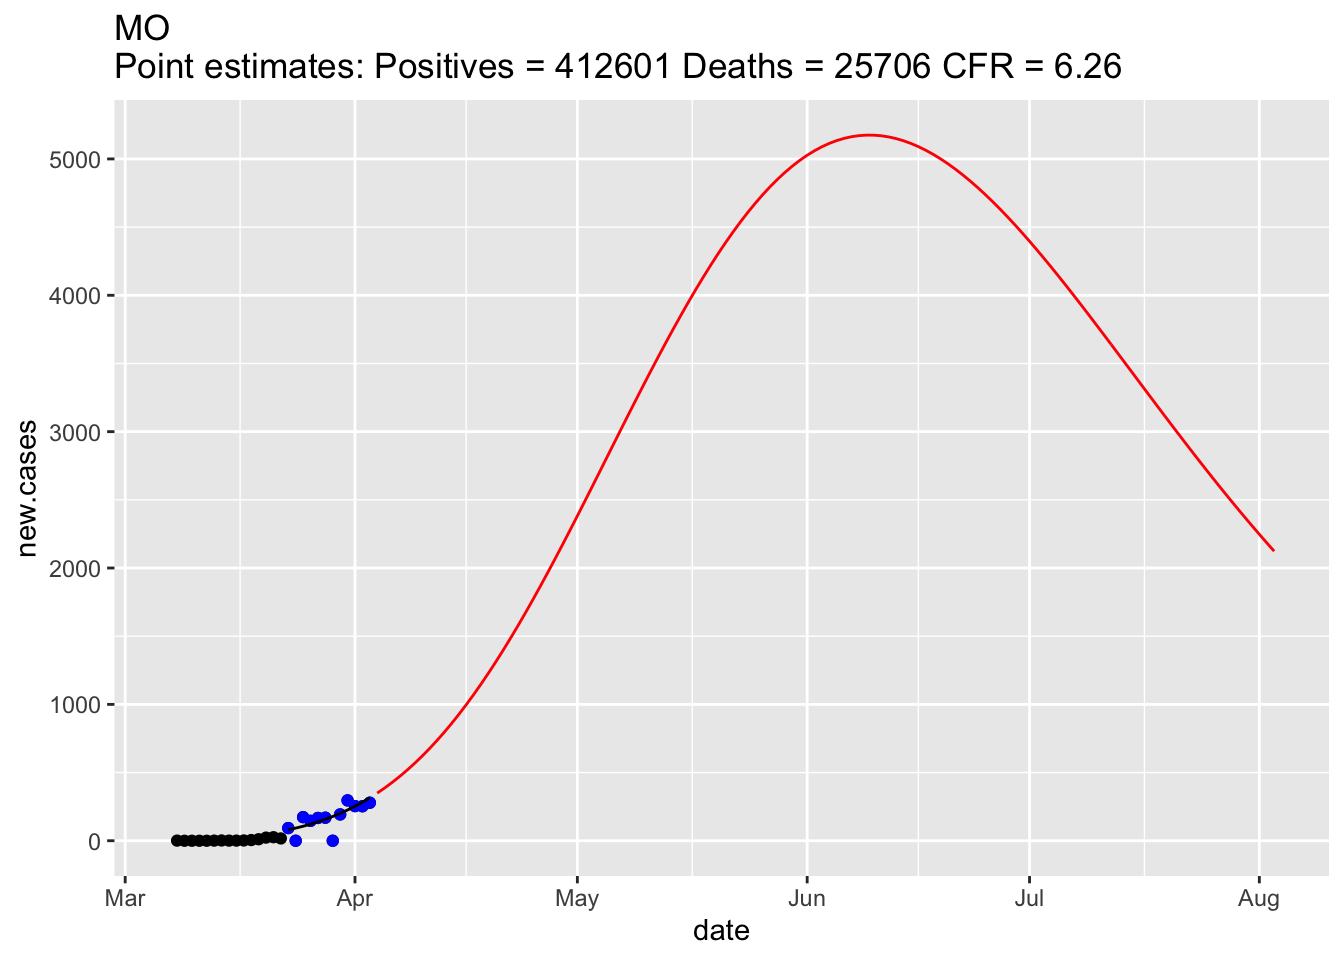 MO
Point estimates: Positives = 412601 Deaths = 25706 CFR = 6.26
5000
4000
3000
2000
1000
0
new.cases
Mar Apr May Jun Jul Aug
date